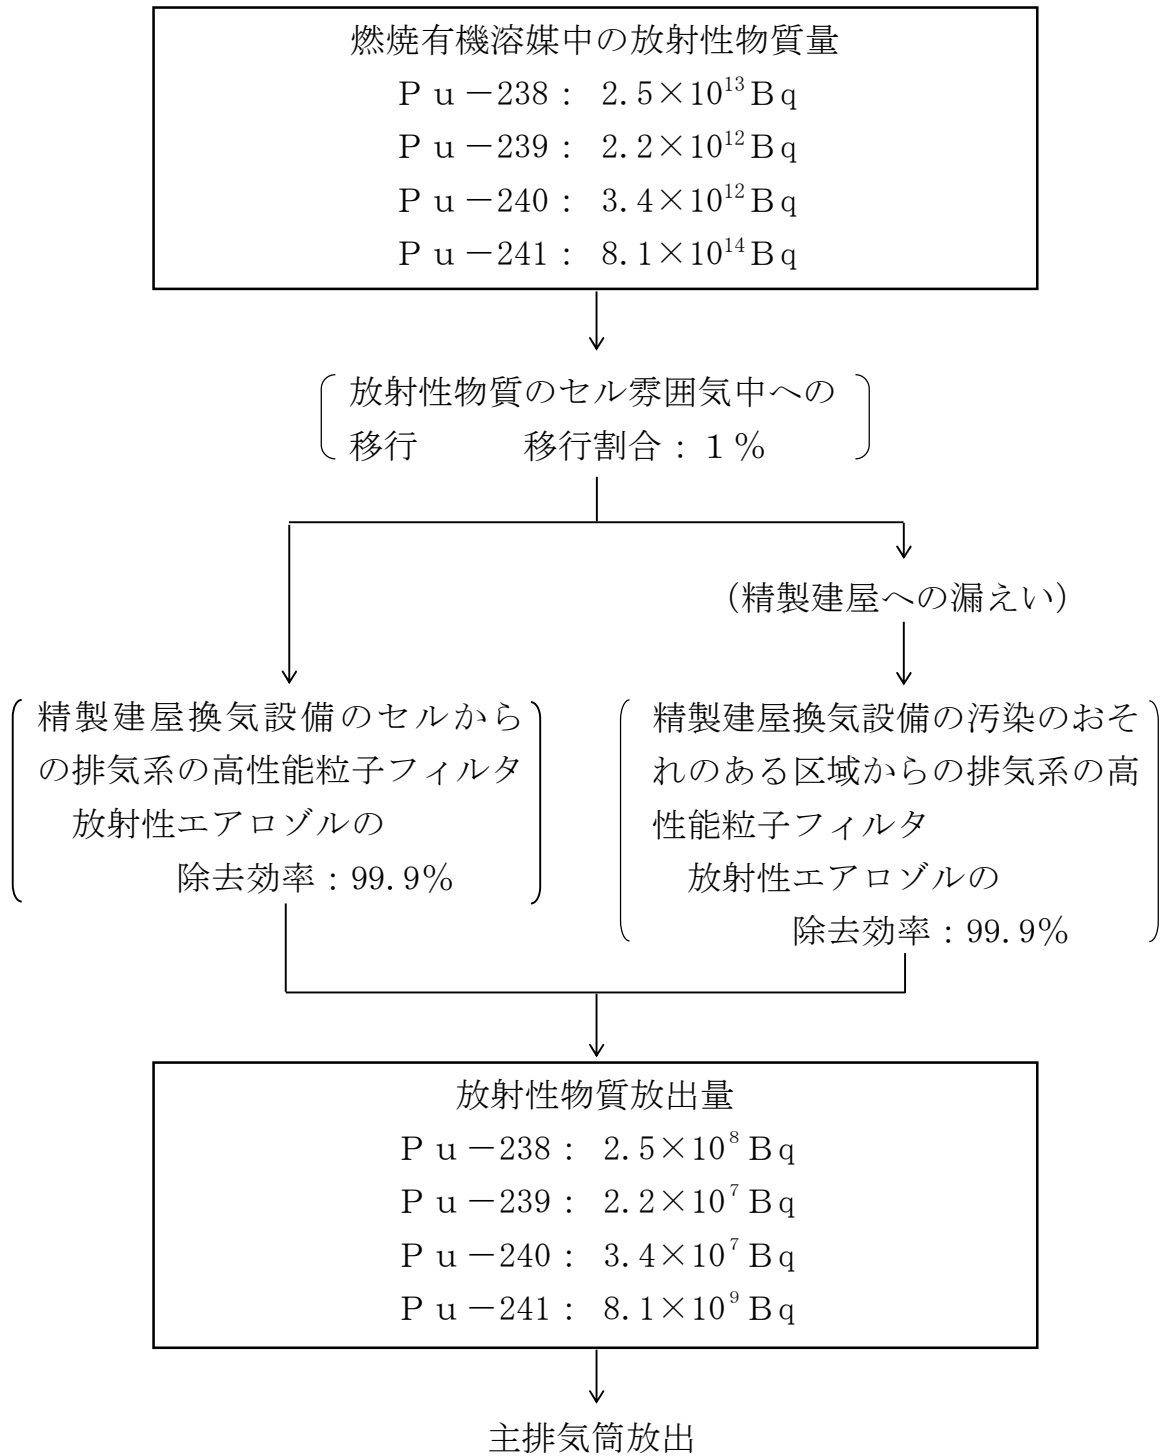 燃焼有機溶媒中の放射性物質量
Ｐｕ－238： 2.5×10¹³Ｂq
Ｐｕ－239： 2.2×10¹²Ｂq
Ｐｕ－240： 3.4×10¹²Ｂq
Ｐｕ－241： 8.1×10¹⁴Ｂq
放射性物質のセル雰囲気中への
移行　　　移行割合：１％
（精製建屋への漏えい）
精製建屋換気設備のセルから
の排気系の高性能粒子フィルタ
放射性エアロゾルの
除去効率：99.9％
精製建屋換気設備の汚染のおそ
れのある区域からの排気系の高
性能粒子フィルタ
放射性エアロゾルの
除去効率：99.9％
放射性物質放出量
Ｐｕ－238： 2.5×10⁸Ｂq
Ｐｕ－239： 2.2×10⁷Ｂq
Ｐｕ－240： 3.4×10⁷Ｂq
Ｐｕ－241： 8.1×10⁹Ｂq
主排気筒放出